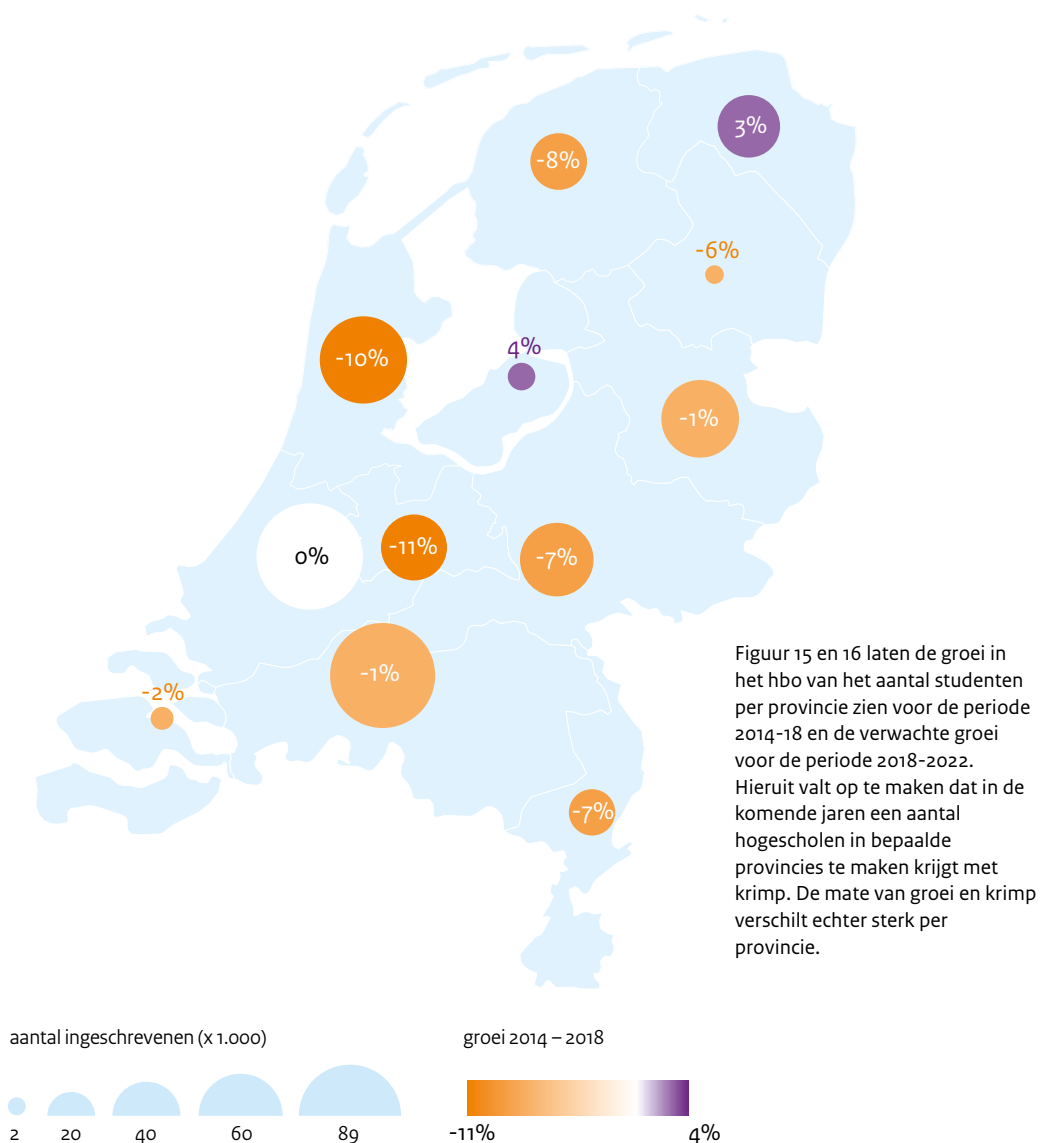 3%
-8%
-6%
4%
-10%
-1%
0%
-11%
-7%
-1%
-2%
-7%
Figuur 15 en 16 laten de groei in
het hbo van het aantal studenten
per provincie zien voor de periode
2014-18 en de verwachte groei
voor de periode 2018-2022.
Hieruit valt op te maken dat in de
komende jaren een aantal
hogescholen in bepaalde
provincies te maken krijgt met
krimp. De mate van groei en krimp
verschilt echter sterk per
provincie.
aantal ingeschrevenen (x 1.000)
2 20 40 60 89
groei 2014 – 2018
-11% 4%